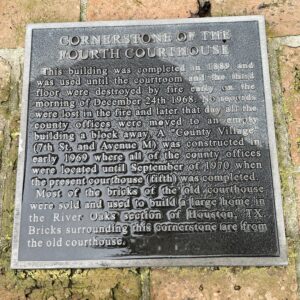 CORNERSTONE OF THE
FOURTH COURTHOUSE
This building was completed in 1889 and
was used until the courtroom and the third
floor were destroyed by fire early on the
morning of December 24th 1968. No records
were lost in the fire and later that day all the
county offices were moved to an empty
building a block away. A "County Village"
(7th St. and Avenue M) was constructed in
early 1969 where all of the county offices
were located until September of 1970 when
the present courthouse (fifth) was completed.
Most of the bricks of the old courthouse
were sold and used to build a large home in
the River Oaks section of Houston, TX.
Bricks surrounding this cornerstone are from
the old courthouse.